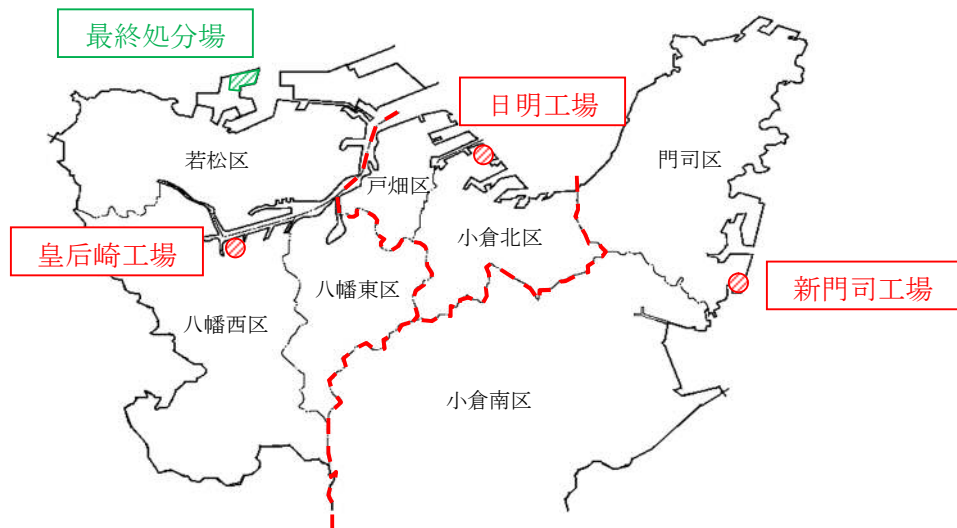 最終処分場
日明工場
若松区
門司区
戸畑区
小倉北区
皇后崎工場
八幡東区
新門司工場
八幡西区
小倉南区